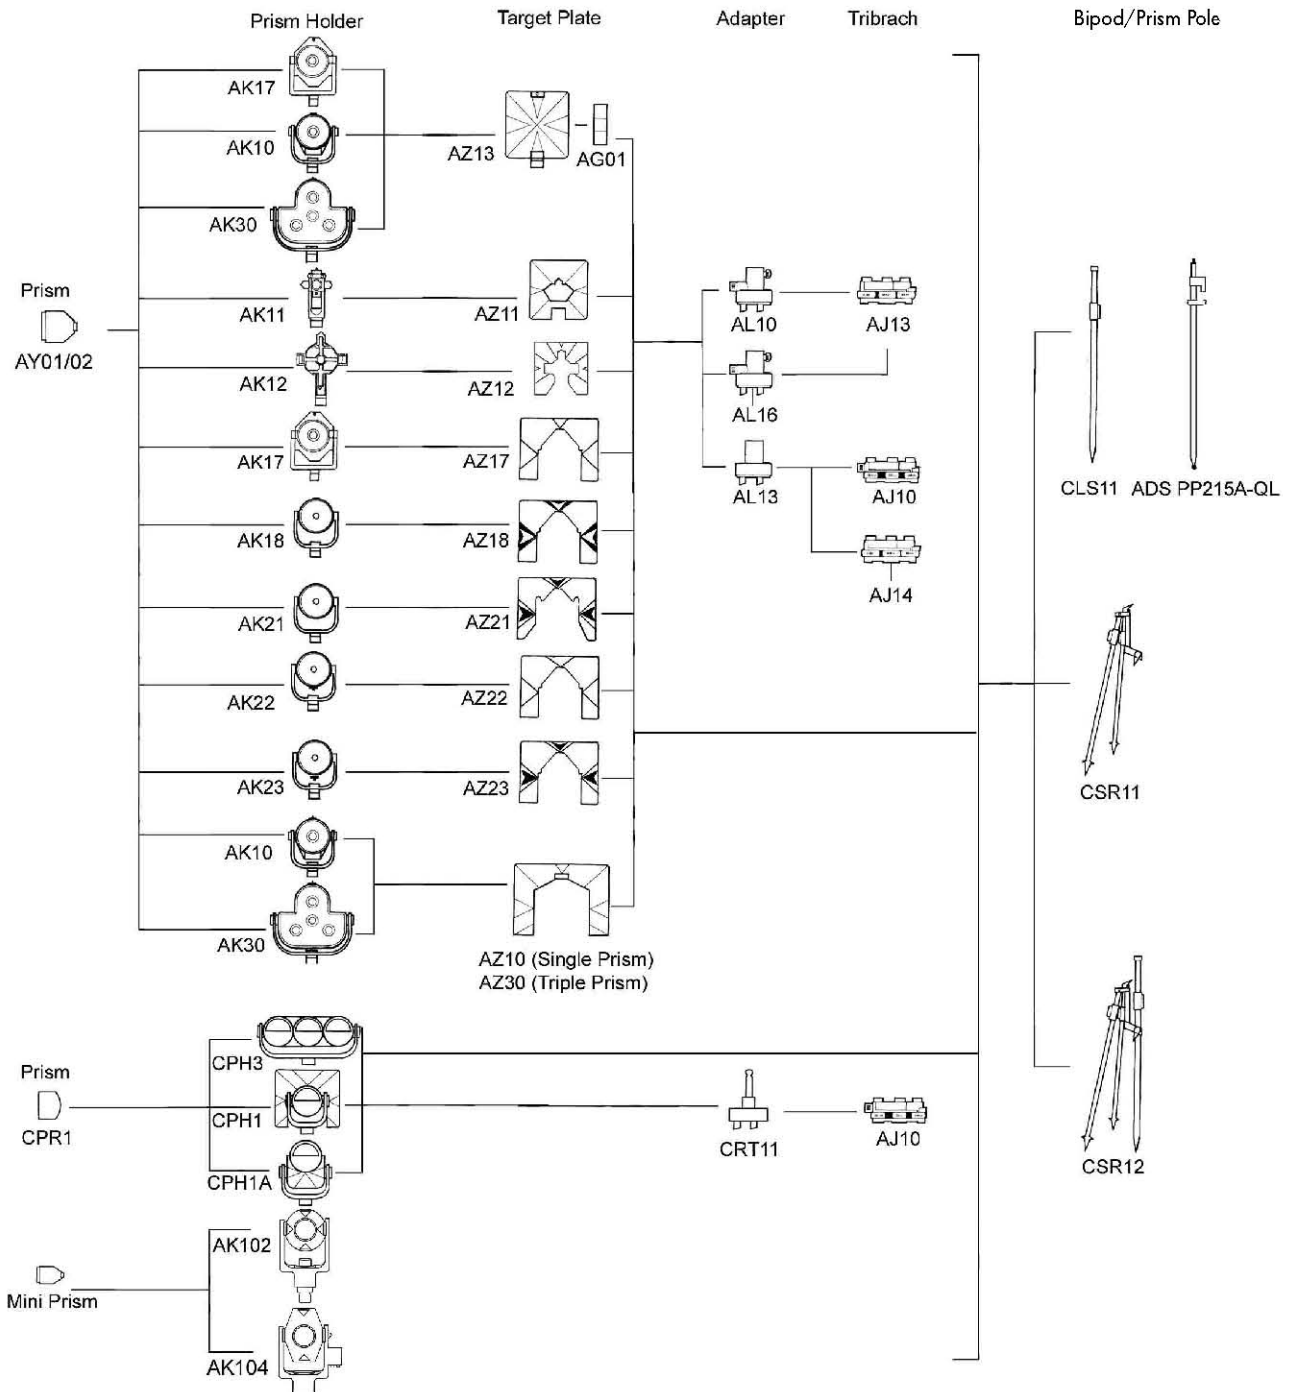 Prism Holder
Target Plate
Adapter
Tribrach
Bipod/Prism Pole
AK17
AK10
AZ13
AG01
AK30
Prism
AY01/02
AK11
AZ11
AL10
AJ13
AK12
AZ12
AL16
AK17
AZ17
AL13
AJ10
CLS11
ADS PP215A-QL
AK18
AZ18
AJ14
AK21
AZ21
AK22
AZ22
AK23
AZ23
CSR11
AK10
AK30
AZ10 (Single Prism)
AZ30 (Triple Prism)
CPH3
Prism
CPR1
CPH1
CRT11
AJ10
CSR12
CPH1A
AK102
Mini Prism
AK104